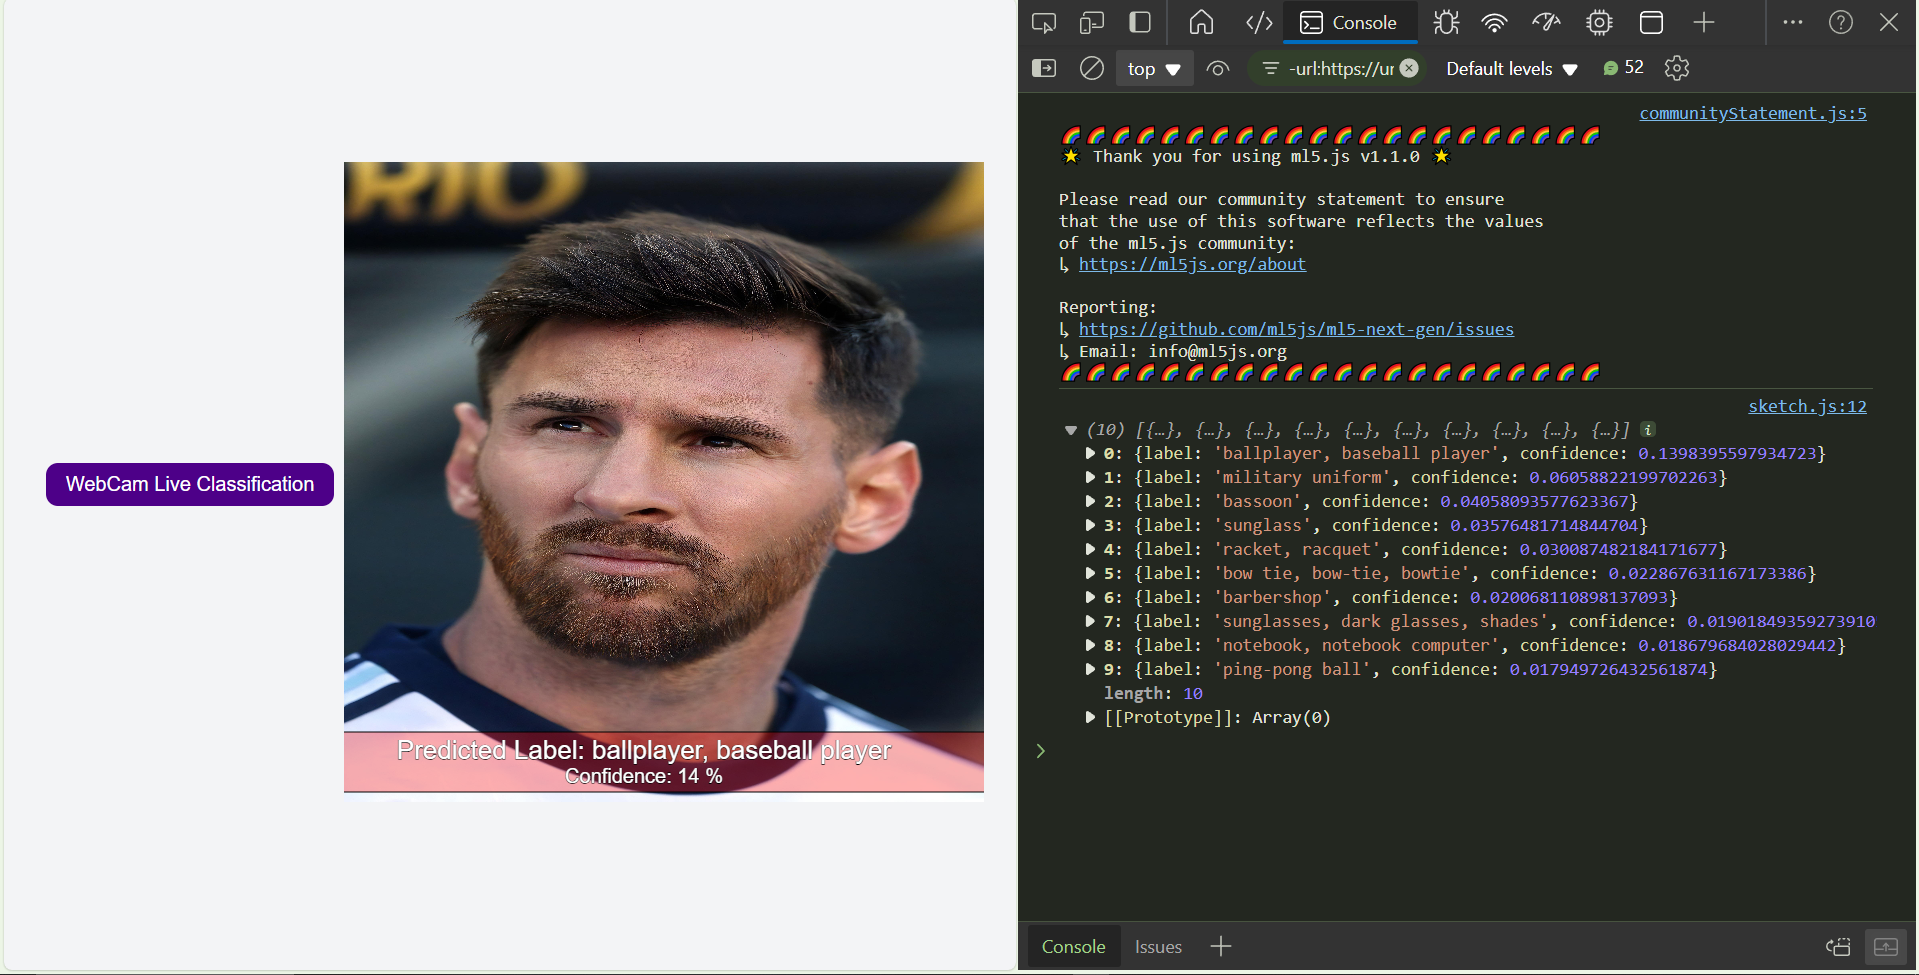 RIO
WebCam Live Classification
Predicted Label: ballplayer, baseball player
Confidence: 14 %
Console
top
-url:https://ur
Default levels
52
communityStatement.js:5
🌈🌈🌈🌈🌈🌈🌈🌈🌈🌈🌈🌈🌈🌈🌈🌈🌈🌈🌈🌈🌈🌈
🌟 Thank you for using ml5.js v1.1.0 🌟
Please read our community statement to ensure
that the use of this software reflects the values
of the ml5.js community:
↳ https://ml5js.org/about
Reporting:
↳ https://github.com/ml5js/ml5-next-gen/issues
↳ Email: info@ml5js.org
🌈🌈🌈🌈🌈🌈🌈🌈🌈🌈🌈🌈🌈🌈🌈🌈🌈🌈🌈🌈🌈🌈
sketch.js:12
▼ (10) [{…}, {…}, {…}, {…}, {…}, {…}, {…}, {…}, {…}, {…}] i
▶ 0: {label: 'ballplayer, baseball player', confidence: 0.1398395597934723}
▶ 1: {label: 'military uniform', confidence: 0.06058822199702263}
▶ 2: {label: 'bassoon', confidence: 0.04058093577623367}
▶ 3: {label: 'sunglass', confidence: 0.03576481714844704}
▶ 4: {label: 'racket, racquet', confidence: 0.030087482184171677}
▶ 5: {label: 'bow tie, bow-tie, bowtie', confidence: 0.022867631167173386}
▶ 6: {label: 'barbershop', confidence: 0.020068110898137093}
▶ 7: {label: 'sunglasses, dark glasses, shades', confidence: 0.01901849359273910
▶ 8: {label: 'notebook, notebook computer', confidence: 0.018679684028029442}
▶ 9: {label: 'ping-pong ball', confidence: 0.017949726432561874}
length: 10
▶ [[Prototype]]: Array(0)
Console
Issues